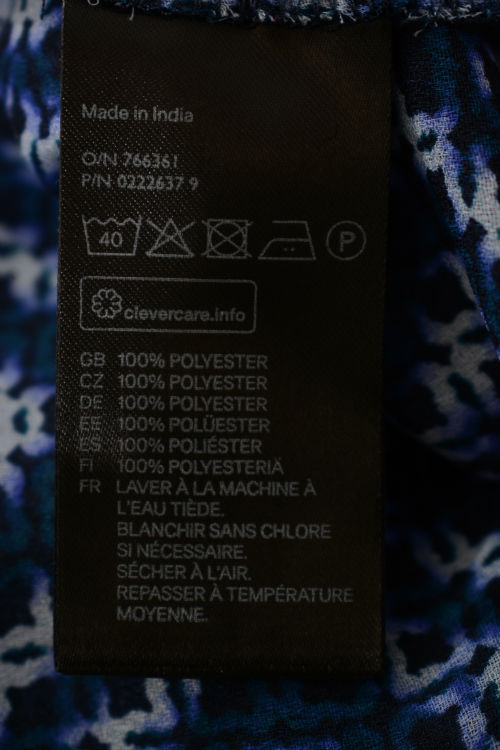 Made in India
O/N 766361
P/N 0222637 9
40
P
clevercare.info
GB 100% POLYESTER
CZ 100% POLYESTER
DE 100% POLYESTER
EE 100% POLÜESTER
ES 100% POLIÉSTER
FI 100% POLYESTERIÄ
FR LAVER À LA MACHINE À
L'EAU TIÈDE.
BLANCHIR SANS CHLORE
SI NÉCESSAIRE.
SÉCHER À L'AIR.
REPASSER À TEMPÉRATURE
MOYENNE.